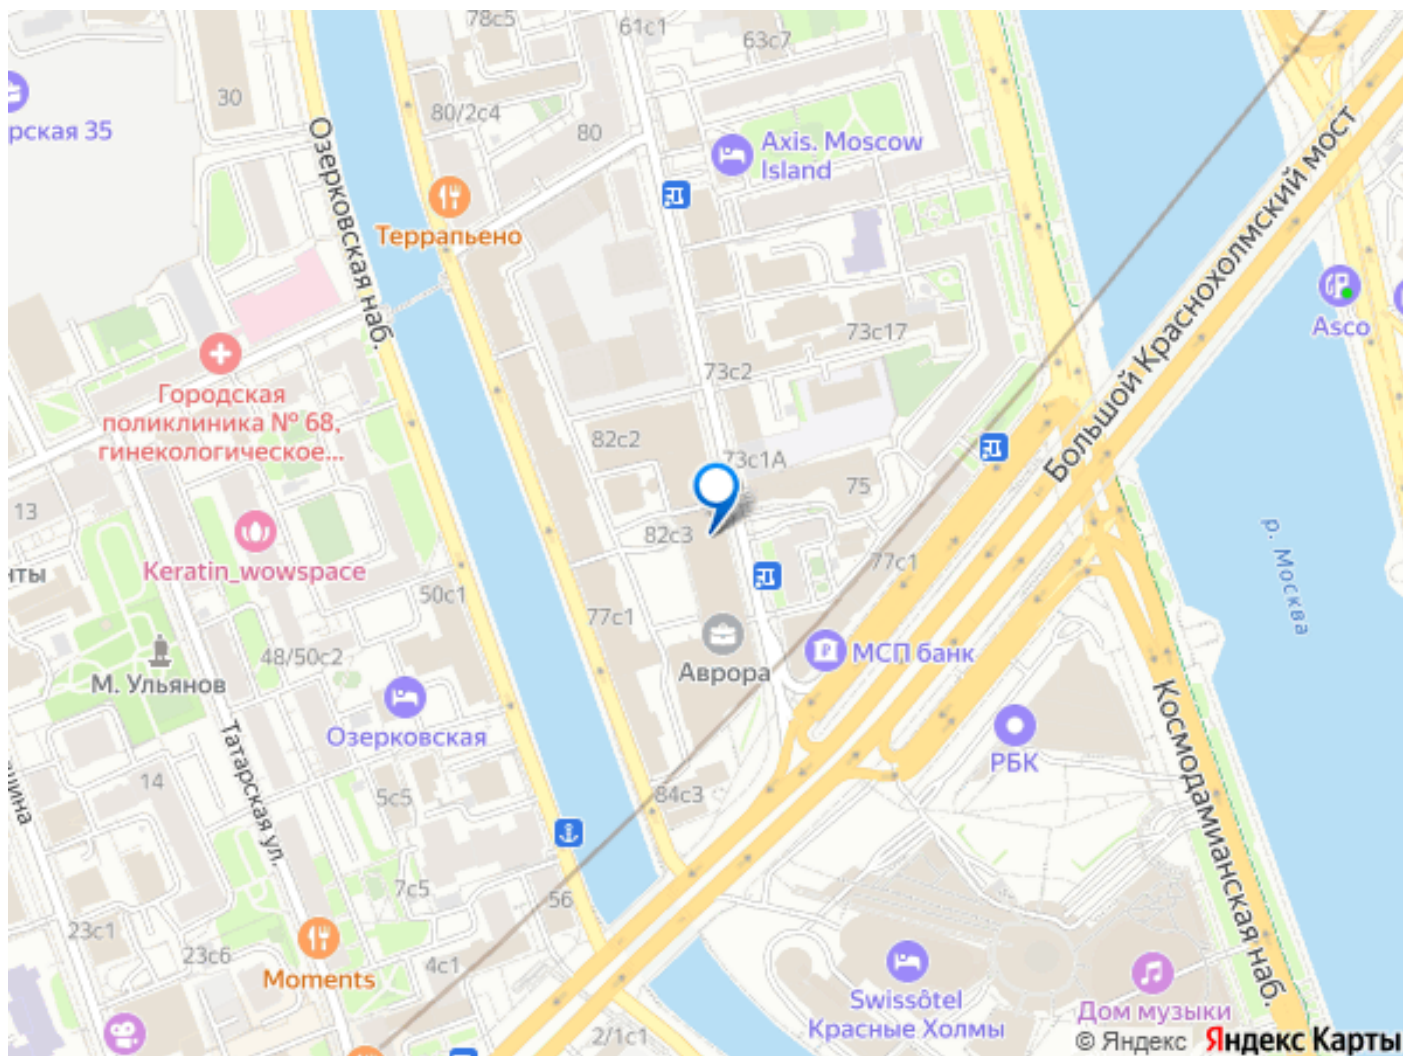 78с5
61с1
63с7
30
80/2с4
80
рская 35
Озерковская наб.
Axis. Moscow
Island
Большой Краснохолмский мост
Террапьено
Asco
73с17
73с2
Городская
поликлиника № 68,
гинекологическое...
82с2
73с1А
75
13
82с3
р. Москва
нты
Keratin_wowspace
50с1
77с1
77с1
48/50с2
М. Ульянов
Аврора
МСП банк
Озерковская
Татарская ул.
РБК
Космодамианская наб.
14
5с5
84с3
7с5
56
23с1
23с6
4с1
Moments
Swissôtel
Красные Холмы
Дом музыки
2/1с1
© Яндекс Яндекс Карты